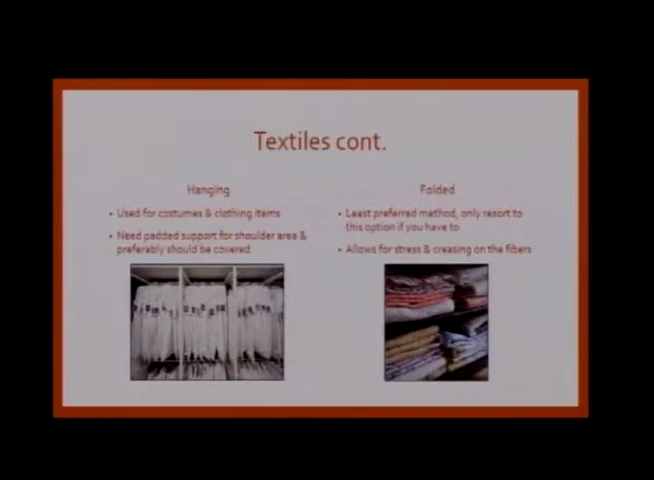 Textiles cont.
Hanging
• Used for costumes & clothing items
• Need padded support for shoulder area &
preferably should be covered
Folded
• Least preferred method, only resort to
this option if you have to
• Allows for stress & creasing on the fibers